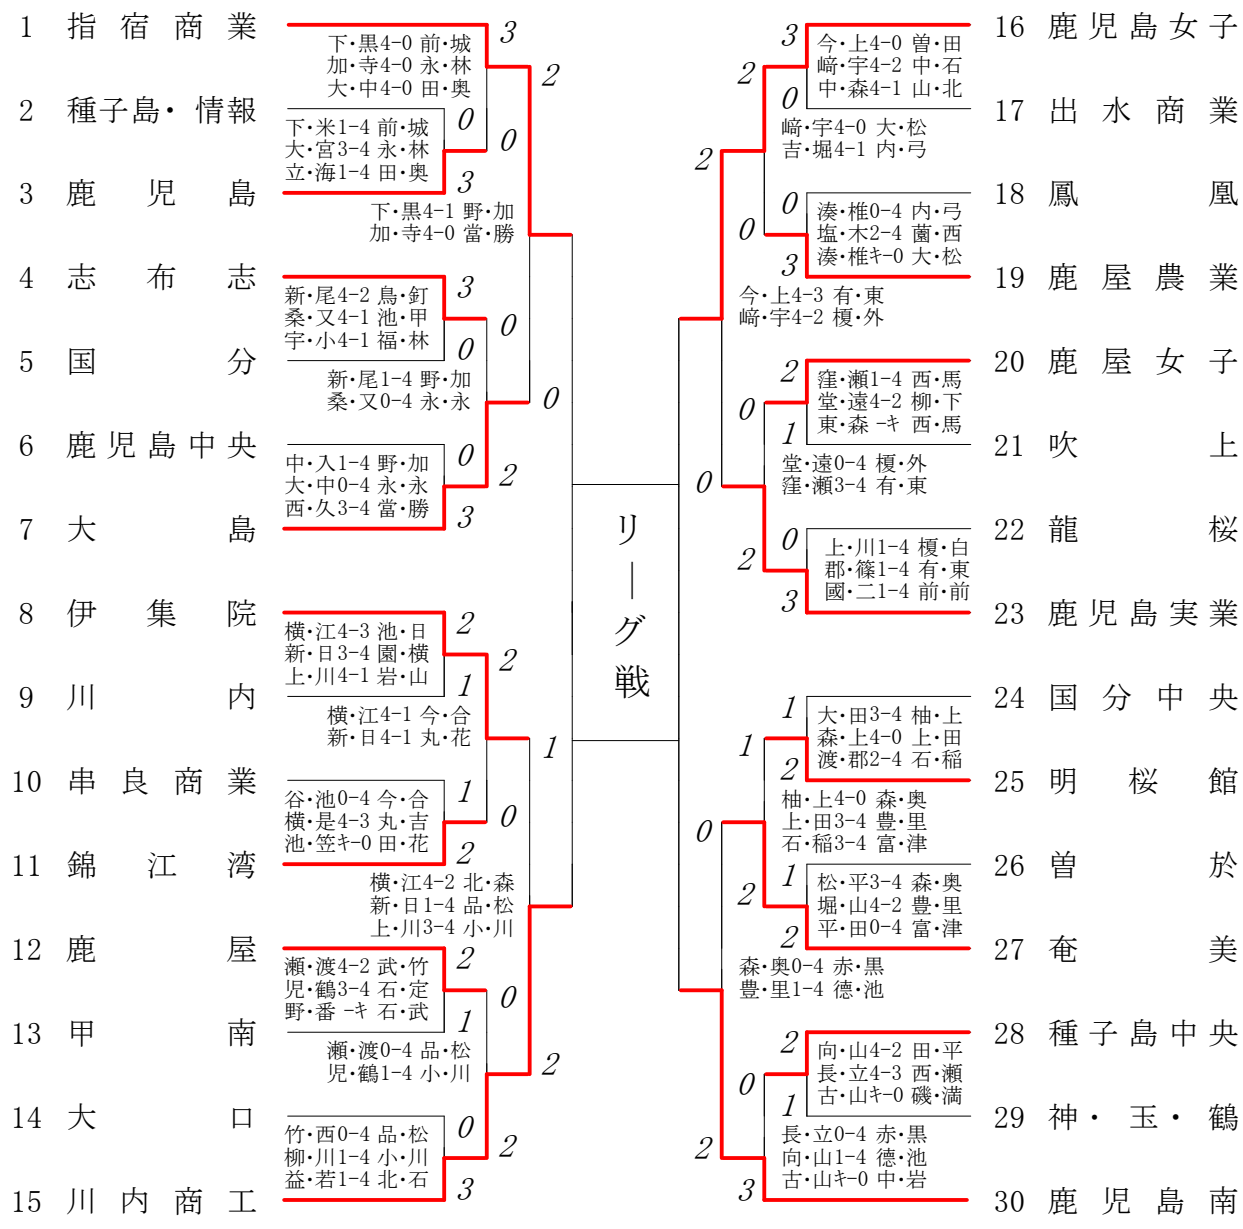 1 指宿商業
3
下・黒4-0 前・城
加・寺4-0 永・林
大・中4-0 田・奥
2
2 種子島・情報
下・米1-4 前・城
大・宮3-4 永・林
立・海1-4 田・奥
0
0
3 鹿児島
3
下・黒4-1 野・加
加・寺4-0 當・勝
4 志布志
新・尾4-2 鳥・釘
桑・又4-1 池・甲
宇・小4-1 福・林
3
0
0
5 国分
新・尾1-4 野・加
桑・又0-4 永・永
0
6 鹿児島中央
中・入1-4 野・加
大・中0-4 永・永
西・久3-4 當・勝
0
2
7 大島
3
8 伊集院
横・江4-3 池・日
新・日3-4 園・横
上・川4-1 岩・山
2
2
1
9 川内
横・江4-1 今・合
新・日4-1 丸・花
1
10 串良商業
谷・池0-4 今・合
横・是4-3 丸・吉
池・笠ｷ-0 田・花
1
0
11 錦江湾
2
横・江4-2 北・森
新・日1-4 品・松
上・川3-4 小・川
12 鹿屋
瀬・渡4-2 武・竹
児・鶴3-4 石・定
野・番 -ｷ 石・武
2
0
1
13 甲南
瀬・渡0-4 品・松
児・鶴1-4 小・川
2
14 大口
竹・西0-4 品・松
柳・川1-4 小・川
益・若1-4 北・石
0
2
15 川内商工
3
リーグ戦
16 鹿児島女子
3
今・上4-0 曽・田
﨑・宇4-2 中・石
中・森4-1 山・北
2
0
17 出水商業
﨑・宇4-0 大・松
吉・堀4-1 内・弓
2
18 鳳凰
0
湊・椎0-4 内・弓
塩・木2-4 薗・西
湊・椎ｷ-0 大・松
0
3
19 鹿屋農業
今・上4-3 有・東
﨑・宇4-2 榎・外
20 鹿屋女子
2
窪・瀬1-4 西・馬
堂・遠4-2 柳・下
東・森 -ｷ 西・馬
0
1
21 吹上
堂・遠0-4 榎・外
窪・瀬3-4 有・東
0
22 龍桜
0
上・川1-4 榎・白
郡・篠1-4 有・東
國・二1-4 前・前
2
3
23 鹿児島実業
24 国分中央
1
大・田3-4 柚・上
森・上4-0 上・田
渡・郡2-4 石・稲
1
2
25 明桜館
柚・上4-0 森・奥
上・田3-4 豊・里
石・稲3-4 富・津
0
26 曽於
1
松・平3-4 森・奥
堀・山4-2 豊・里
平・田0-4 富・津
2
2
27 奄美
森・奥0-4 赤・黒
豊・里1-4 德・池
28 種子島中央
2
向・山4-2 田・平
長・立4-3 西・瀬
古・山ｷ-0 磯・満
0
1
29 神・玉・鶴
長・立0-4 赤・黒
向・山1-4 德・池
古・山ｷ-0 中・岩
2
3
30 鹿児島南